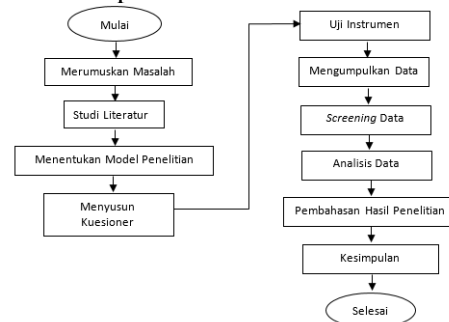 Mulai
Merumuskan Masalah
Studi Literatur
Menentukan Model Penelitian
Menyusun
Kuesioner
Uji Instrumen
Mengumpulkan Data
Screening Data
Analisis Data
Pembahasan Hasil Penelitian
Kesimpulan
Selesai